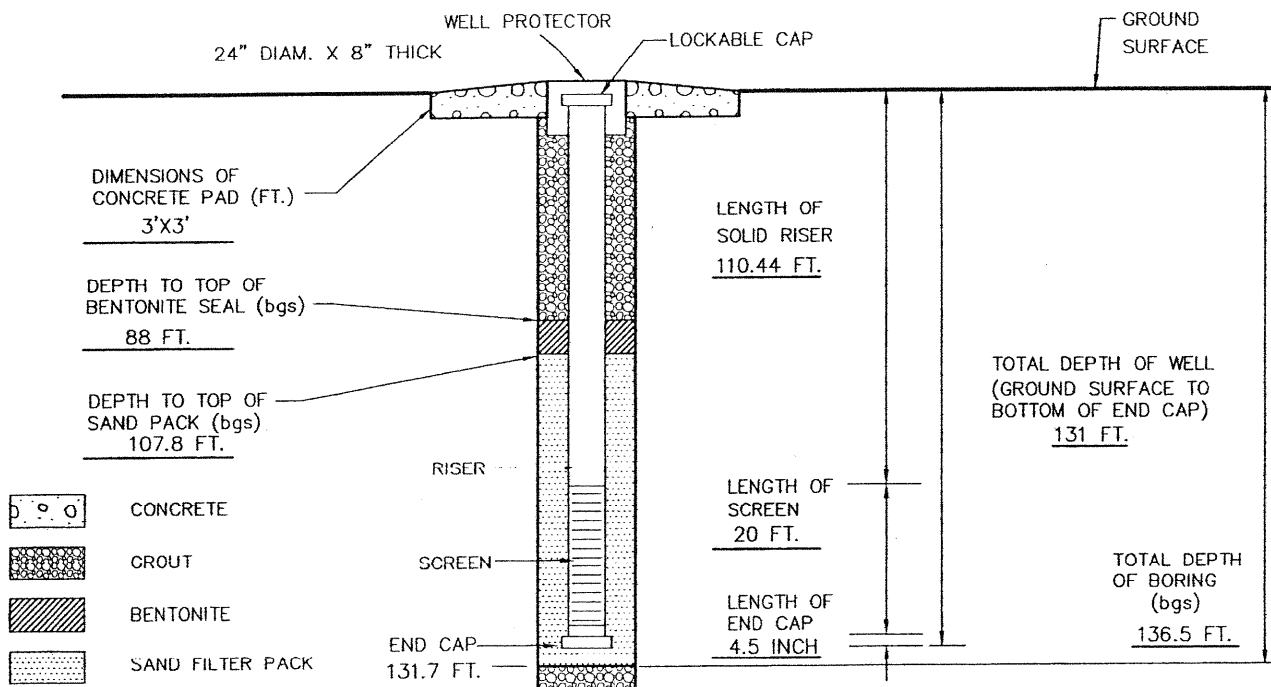 WELL PROTECTOR
24" DIAM. X 8" THICK
LOCKABLE CAP
GROUND
SURFACE
DIMENSIONS OF
CONCRETE PAD (FT.)
3'X3'
DEPTH TO TOP OF
BENTONITE SEAL (bgs)
88 FT.
DEPTH TO TOP OF
SAND PACK (bgs)
107.8 FT.
LENGTH OF
SOLID RISER
110.44 FT.
TOTAL DEPTH OF WELL
(GROUND SURFACE TO
BOTTOM OF END CAP)
131 FT.
RISER
LENGTH OF
SCREEN
20 FT.
SCREEN
LENGTH OF
END CAP
4.5 INCH
TOTAL DEPTH
OF BORING
(bgs)
136.5 FT.
END CAP
131.7 FT.
CONCRETE
GROUT
BENTONITE
SAND FILTER PACK